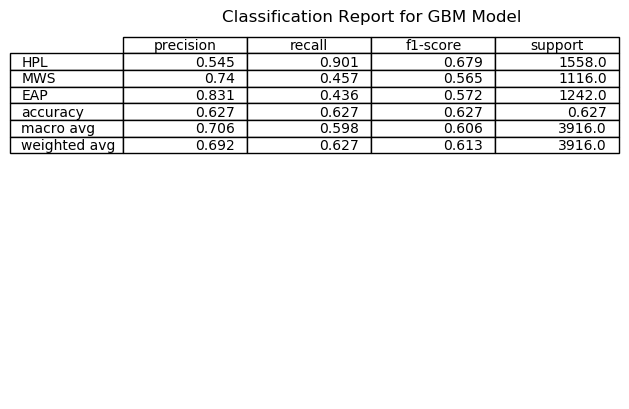 Classification Report for GBM Model
precision recall f1-score support
HPL 0.545 0.901 0.679 1558.0
MWS 0.74 0.457 0.565 1116.0
EAP 0.831 0.436 0.572 1242.0
accuracy 0.627 0.627 0.627 0.627
macro avg 0.706 0.598 0.606 3916.0
weighted avg 0.692 0.627 0.613 3916.0